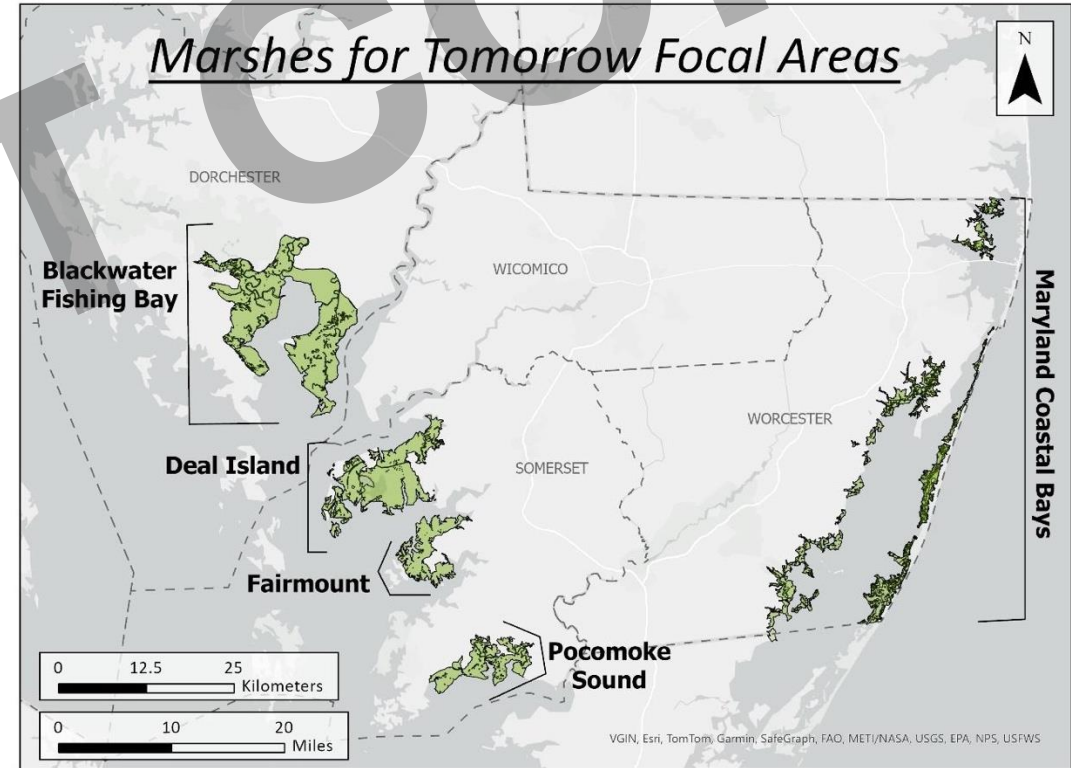 Marshes for Tomorrow Focal Areas
N
DORCHESTER
Blackwater
Fishing Bay
WICOMICO
Maryland Coastal Bays
WORCESTER
Deal Island
SOMERSET
Fairmount
Pocomoke
Sound
0 12.5 25
Kilometers
0 10 20
Miles
VGIN, Esri, TomTom, Garmin, SafeGraph, FAO, METI/NASA, USGS, EPA, NPS, USFWS